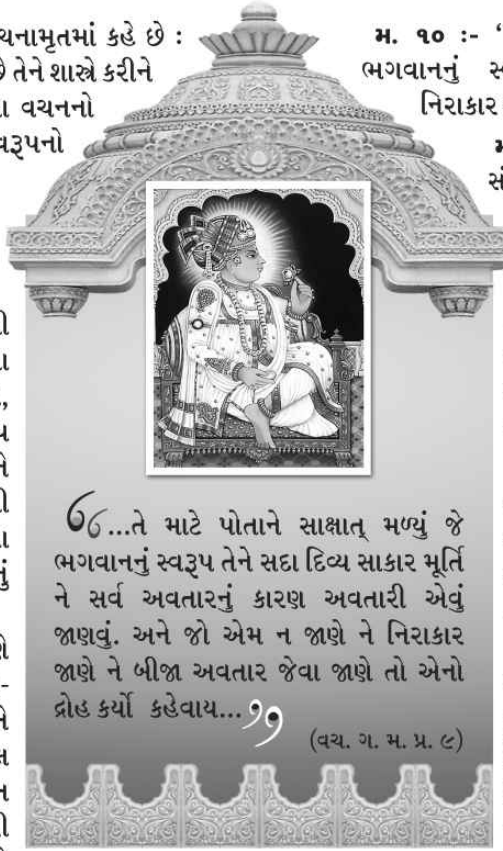 ચનામૃતમાં કહે છે :
છે તેને શાસ્ત્રે કરીને
ા વચનનો
વરૂપનો
મ. ૧૦ :- ‘
ભગવાનનું સ
નિરાકાર
“...તે માટે પોતાને સાક્ષાત્ મળ્યું જે
ભગવાનનું સ્વરૂપ તેને સદા દિવ્ય સાકાર મૂર્તિ
ને સર્વ અવતારનું કારણ અવતારી એવું
જાણવું. અને જો એમ ન જાણે ને નિરાકાર
જાણે ને બીજા અવતાર જેવા જાણે તો એનો
દ્રોહ કર્યો કહેવાય...”
(વચ. ગ. મ. પ્ર. ૯)